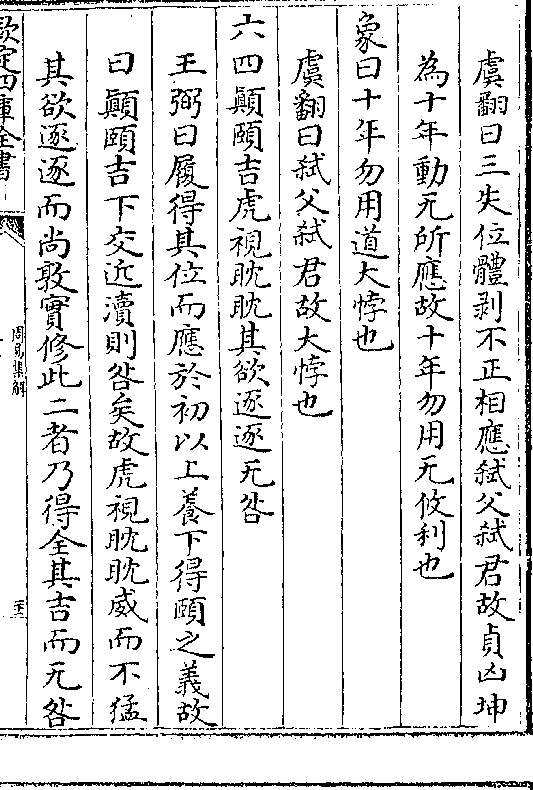 虞翻曰三失位體剥不正相應弑父弑君故貞凶坤
為十年動无所應故十年勿用无攸利也
象曰十年勿用道大悖也
虞翻曰弑父弑君故大悖也
六四顛頤吉虎視眈眈其欲逐逐无咎
王弼曰履得其位而應於初以上養下得頤之義故
曰顛頤吉下交近瀆則咎矣故虎視眈眈威而不猛
其欲逐逐而尚敦實修此二者乃得全其吉而无咎
欽定四庫全書
周易集解